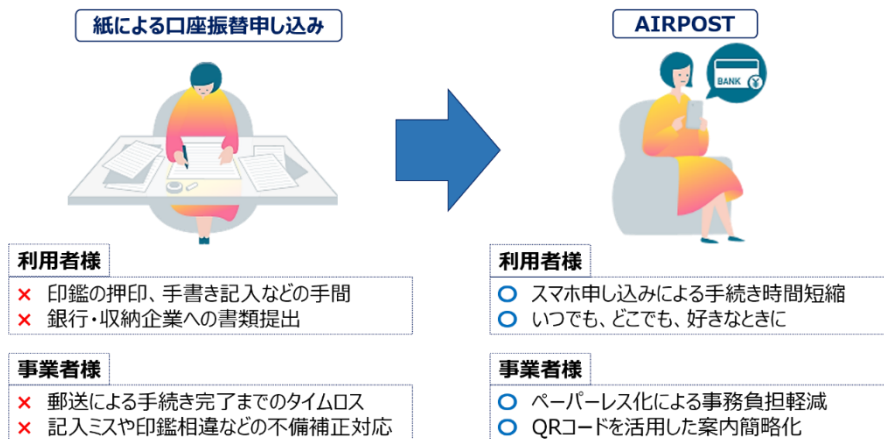 紙による口座振替申し込み
AIRPOST
BANK ¥
利用者様
× 印鑑の押印、手書き記入などの手間
× 銀行・収納企業への書類提出
事業者様
× 郵送による手続き完了までのタイムロス
× 記入ミスや印鑑相違などの不備補正対応
利用者様
○ スマホ申し込みによる手続き時間短縮
○ いつでも、どこでも、好きなときに
事業者様
○ ペーパーレス化による事務負担軽減
○ QRコードを活用した案内簡略化